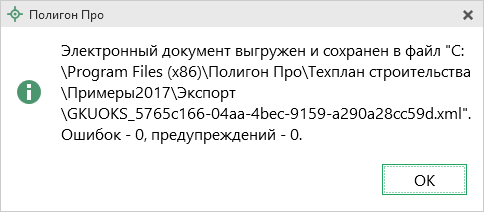 Полигон Про
Электронный документ выгружен и сохранен в файл "C:
\Program Files (x86)\Полигон Про\Техплан строительства
\Примеры2017\Экспорт
\GKUOKS_5765c166-04aa-4bec-9159-a290a28cc59d.xml".
Ошибок - 0, предупреждений - 0.
OK